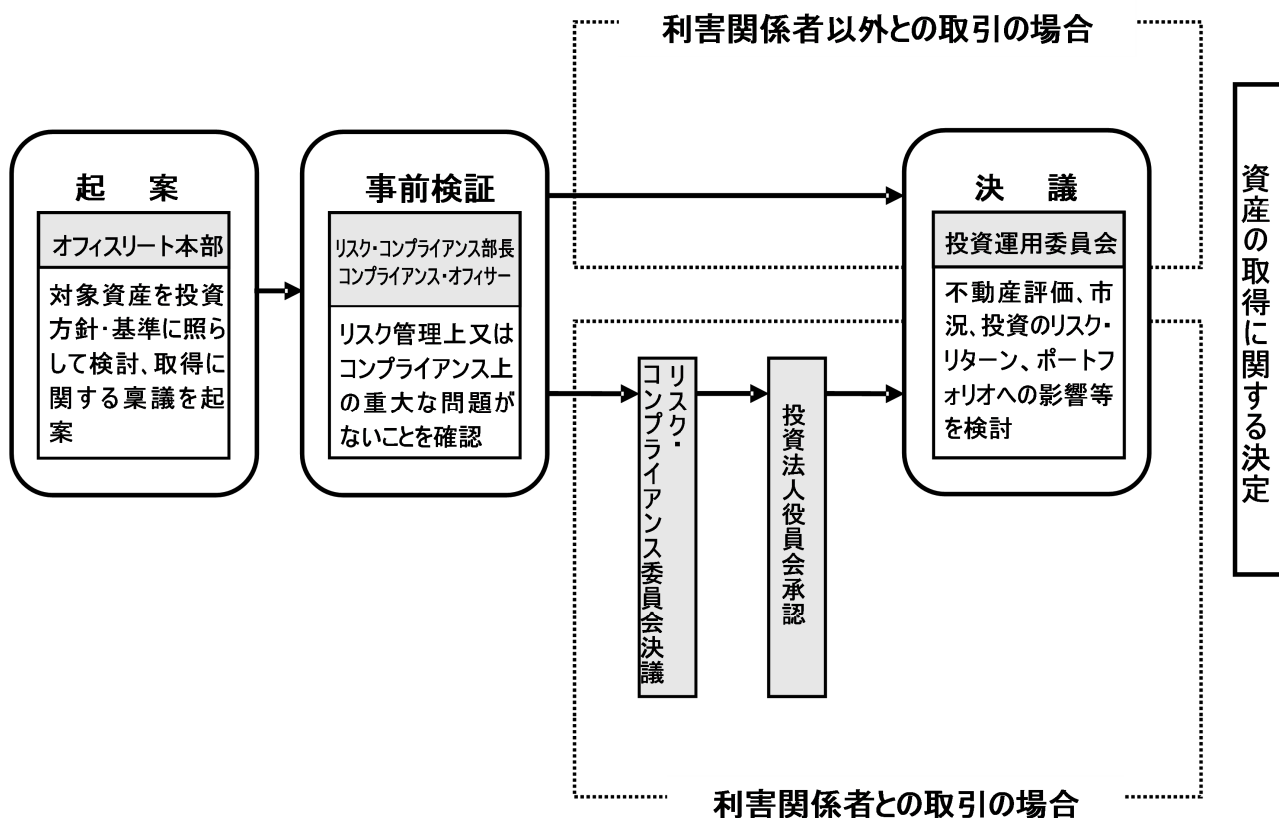 利害関係者以外との取引の場合
起 案
オフィスリート本部
対象資産を投資
方針・基準に照ら
して検討、取得に
関する稟議を起
案
事前検証
リスク・コンプライアンス部長
コンプライアンス・オフィサー
リスク管理上又は
コンプライアンス上
の重大な問題が
ないことを確認
リスク・
コンプライアンス委員会決議
投資法人役員会承認
決 議
投資運用委員会
不動産評価、市
況、投資のリスク・
リターン、ポートフ
ォリオへの影響等
を検討
資産の取得に関する決定
利害関係者との取引の場合